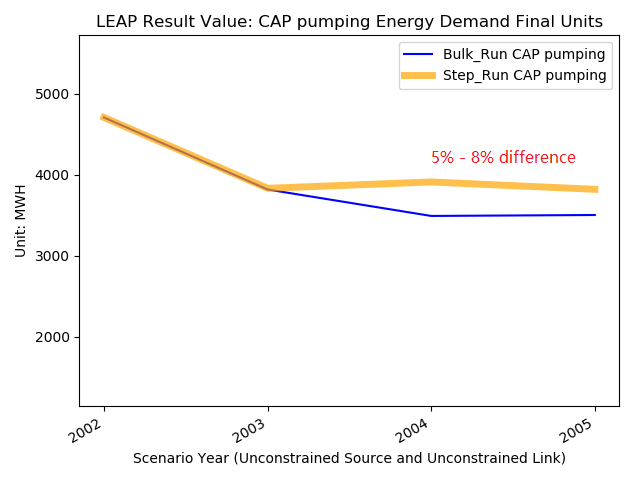 LEAP Result Value: CAP pumping Energy Demand Final Units
Bulk_Run CAP pumping
Step_Run CAP pumping
5% - 8% difference
Unit: MWH
5000
4000
3000
2000
2002
2003
2004
2005
Scenario Year (Unconstrained Source and Unconstrained Link)